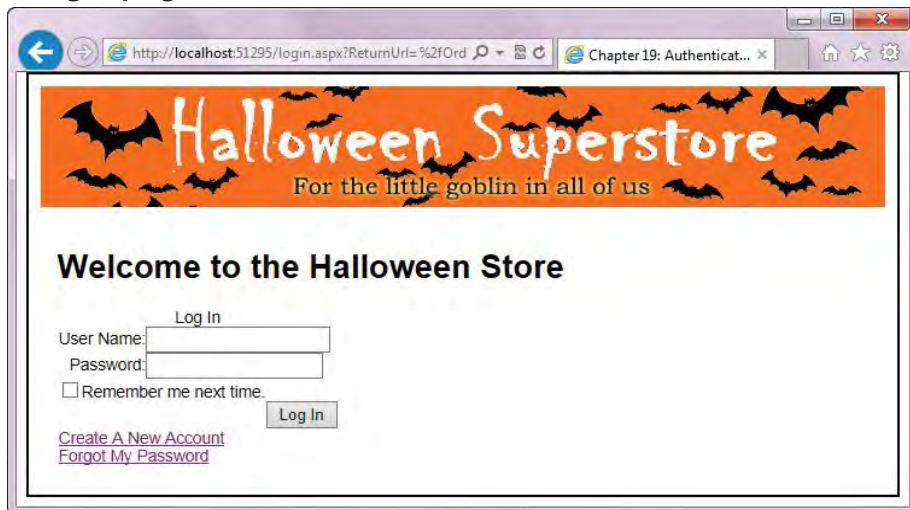 http://localhost:51295/login.aspx?ReturnUrl=%2fOrd
Chapter 19: Authenticat...
Halloween Superstore
For the little goblin in all of us
Welcome to the Halloween Store
Log In
User Name:
Password:
Remember me next time.
Log In
Create A New Account
Forgot My Password